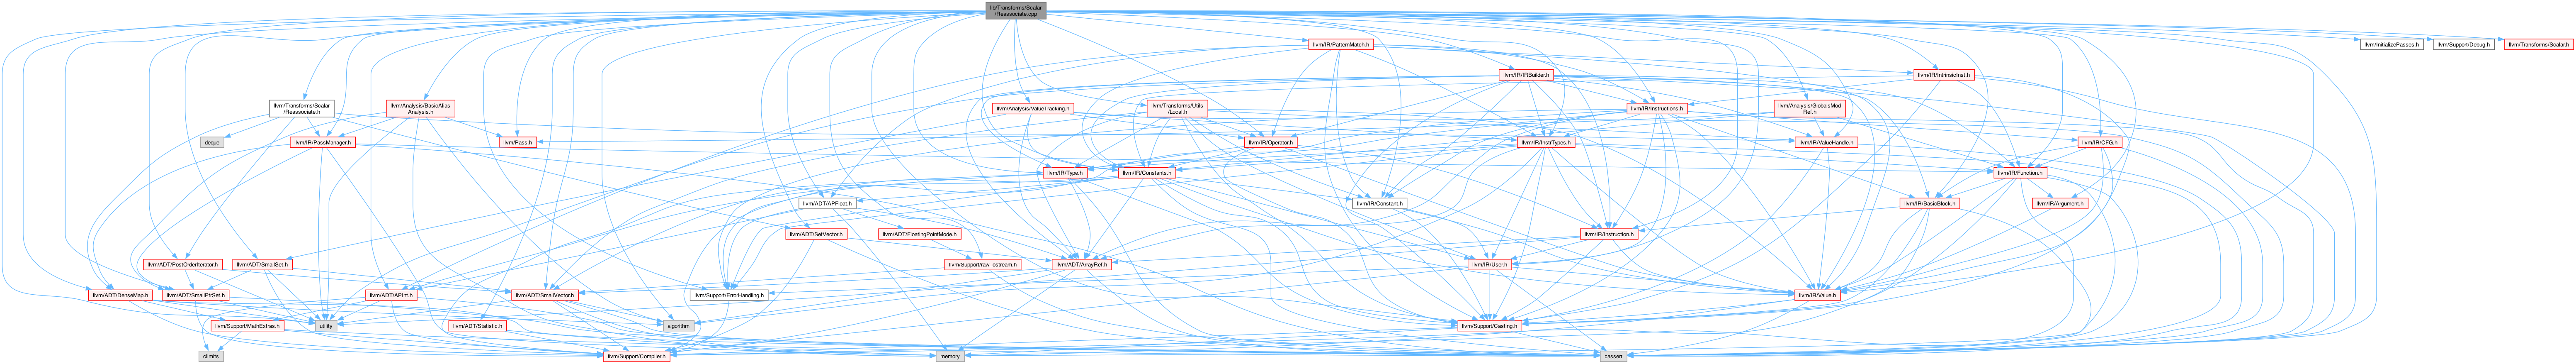 lib/Transforms/Scalar
/Reassociate.cpp
llvm/IR/PatternMatch.h
llvm/InitializePasses.h
llvm/Support/Debug.h
llvm/Transforms/Scalar.h
llvm/IR/IRBuilder.h
llvm/IR/IntrinsicInst.h
llvm/Transforms/Scalar
/Reassociate.h
llvm/Analysis/BasicAlias
Analysis.h
llvm/Analysis/ValueTracking.h
llvm/Transforms/Utils
/Local.h
llvm/IR/Instructions.h
llvm/Analysis/GlobalsMod
Ref.h
deque
llvm/IR/PassManager.h
llvm/Pass.h
llvm/IR/Operator.h
llvm/IR/InstrTypes.h
llvm/IR/ValueHandle.h
llvm/IR/CFG.h
llvm/IR/Type.h
llvm/IR/Constants.h
llvm/IR/Function.h
llvm/ADT/APFloat.h
llvm/IR/Constant.h
llvm/IR/BasicBlock.h
llvm/IR/Argument.h
llvm/ADT/SetVector.h
llvm/ADT/FloatingPointMode.h
llvm/IR/Instruction.h
llvm/ADT/PostOrderIterator.h
llvm/ADT/SmallSet.h
llvm/Support/raw_ostream.h
llvm/ADT/ArrayRef.h
llvm/IR/User.h
llvm/ADT/DenseMap.h
llvm/ADT/SmallPtrSet.h
llvm/ADT/APInt.h
llvm/ADT/SmallVector.h
llvm/Support/ErrorHandling.h
llvm/IR/Value.h
llvm/Support/MathExtras.h
utility
llvm/ADT/Statistic.h
algorithm
llvm/Support/Casting.h
climits
llvm/Support/Compiler.h
memory
cassert